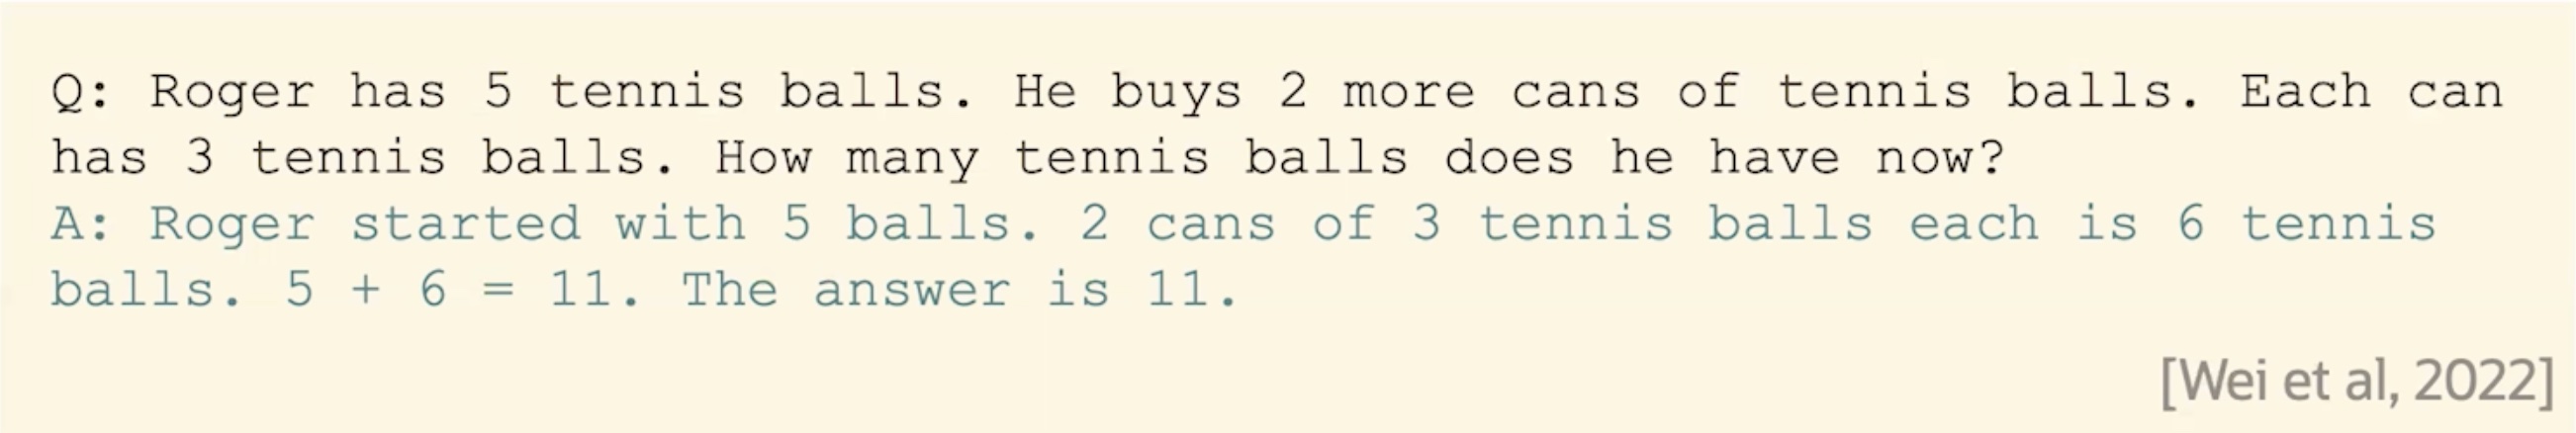 Q: Roger has 5 tennis balls. He buys 2 more cans of tennis balls. Each can
has 3 tennis balls. How many tennis balls does he have now?
A: Roger started with 5 balls. 2 cans of 3 tennis balls each is 6 tennis
balls. 5 + 6 = 11. The answer is 11.
[Wei et al, 2022]